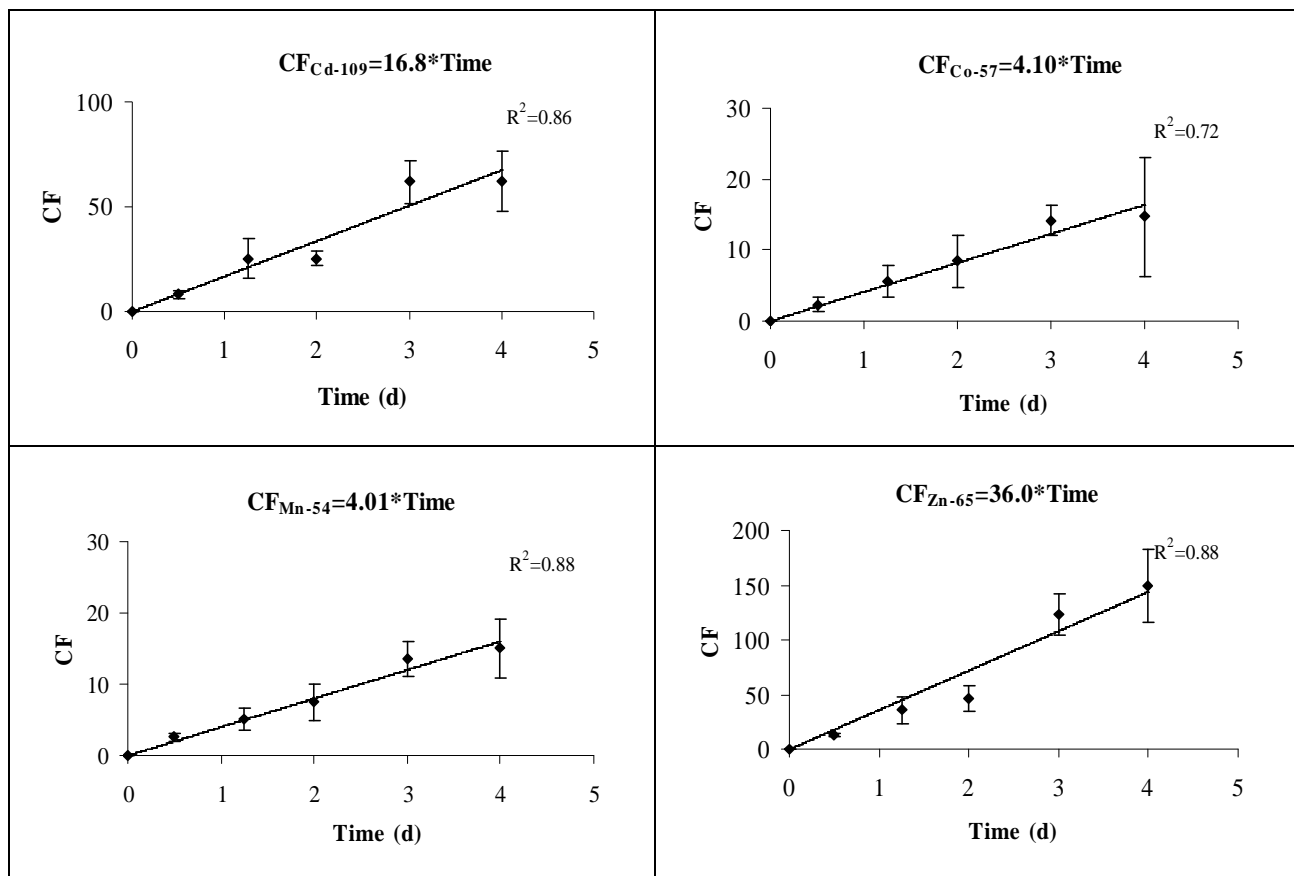 CF_Cd-109=16.8*Time
R²=0.86
100
50
0
CF
0 1 2 3 4 5
Time (d)
CF_Co-57=4.10*Time
R²=0.72
30
20
10
0
CF
0 1 2 3 4 5
Time (d)
CF_Mn-54=4.01*Time
R²=0.88
30
20
10
0
CF
0 1 2 3 4 5
Time (d)
CF_Zn-65=36.0*Time
R²=0.88
200
150
100
50
0
CF
0 1 2 3 4 5
Time (d)